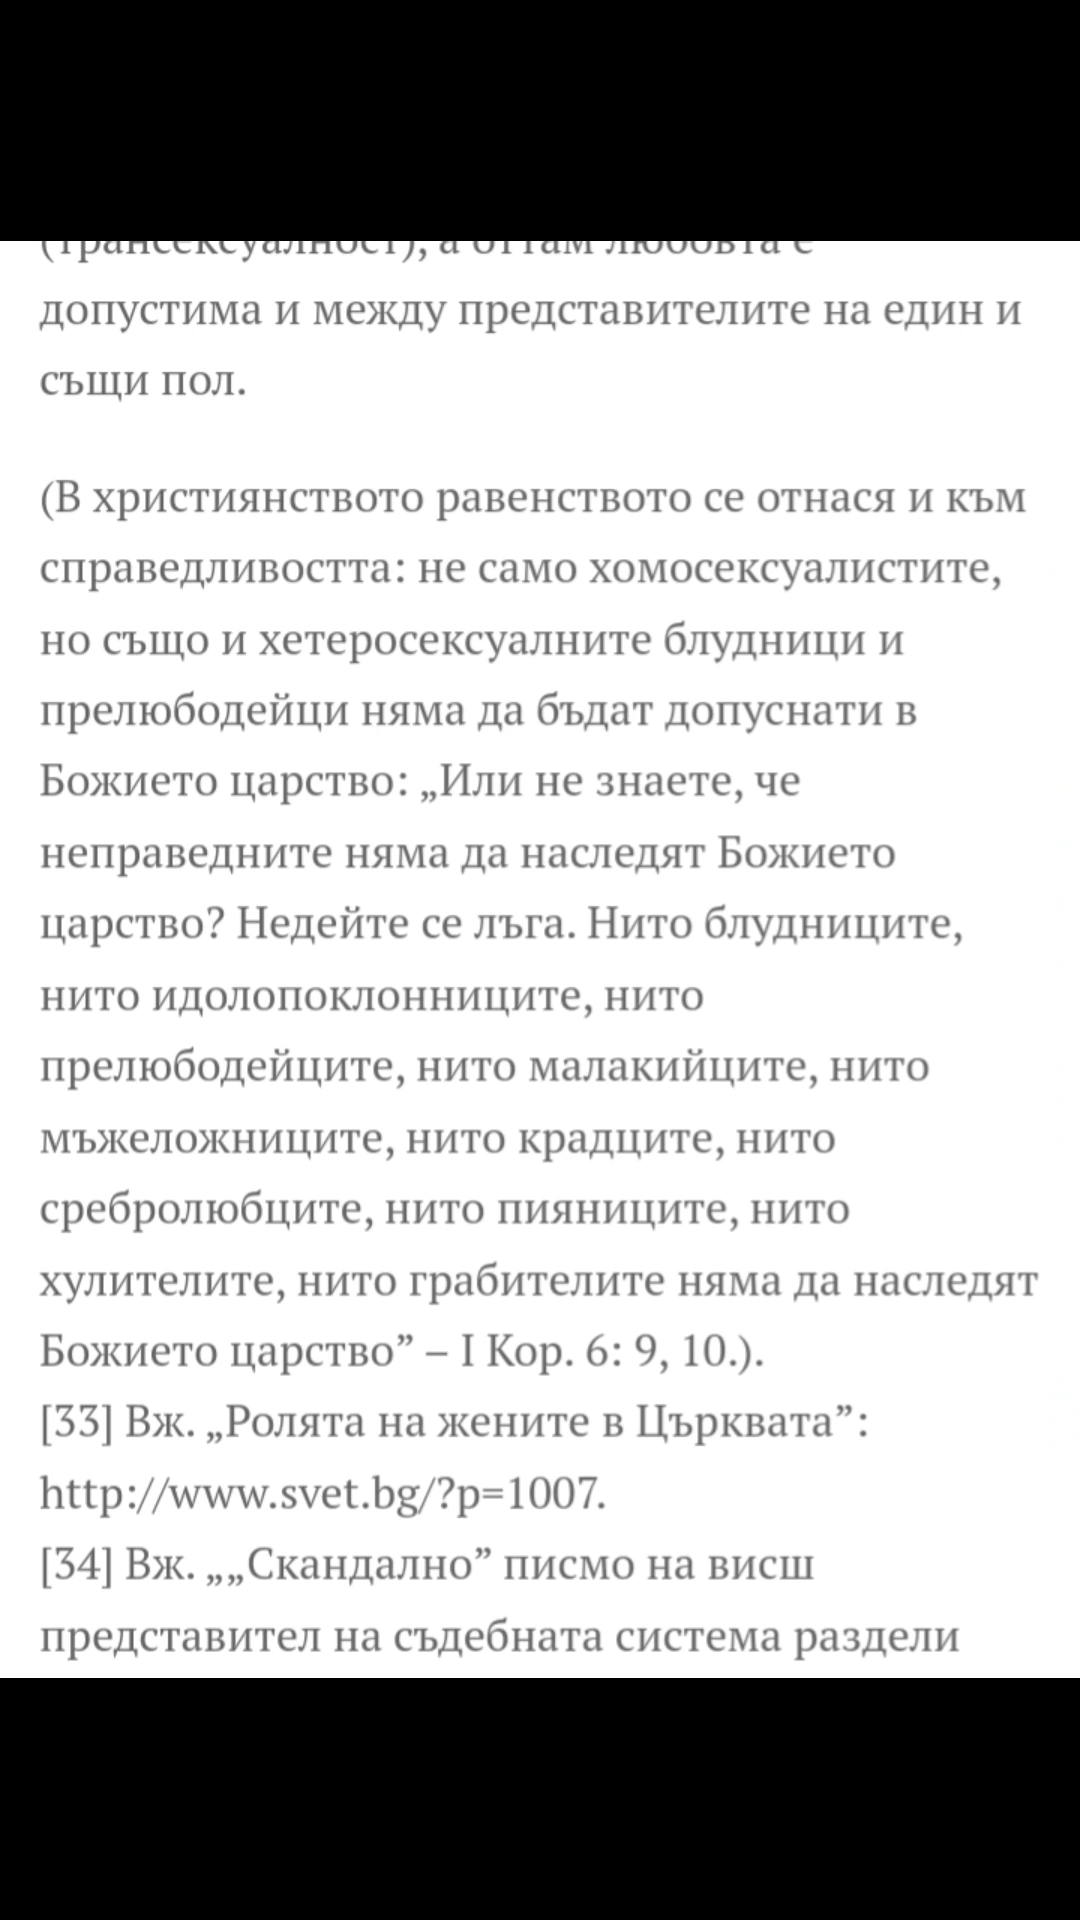 (трансексуалност), а оттам любовта е
допустима и между представителите на един и
същи пол.
(В християнството равенството се отнася и към
справедливостта: не само хомосексуалистите,
но също и хетеросексуалните блудници и
прелюбодейци няма да бъдат допуснати в
Божието царство: „Или не знаете, че
неправедните няма да наследят Божието
царство? Недейте се лъга. Нито блудниците,
нито идолопоклонниците, нито
прелюбодейците, нито малакийците, нито
мъжеложниците, нито крадците, нито
сребролюбците, нито пияниците, нито
хулителите, нито грабителите няма да наследят
Божието царство” – I Кор. 6: 9, 10.).
[33] Вж. „Ролята на жените в Църквата”:
http://www.svet.bg/?p=1007.
[34] Вж. „„Скандално” писмо на висш
представител на съдебната система раздели